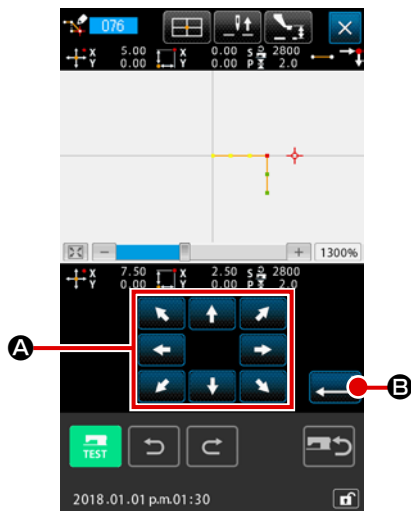 076
X 5.00 X 0.00 S 2800
Y 0.00 Y 0.00 P 2.0
1300%
X 7.50 X 2.50 S 2800
Y 0.00 Y 0.00 P 2.0
A
B
TEST
2018.01.01 p.m.01:30